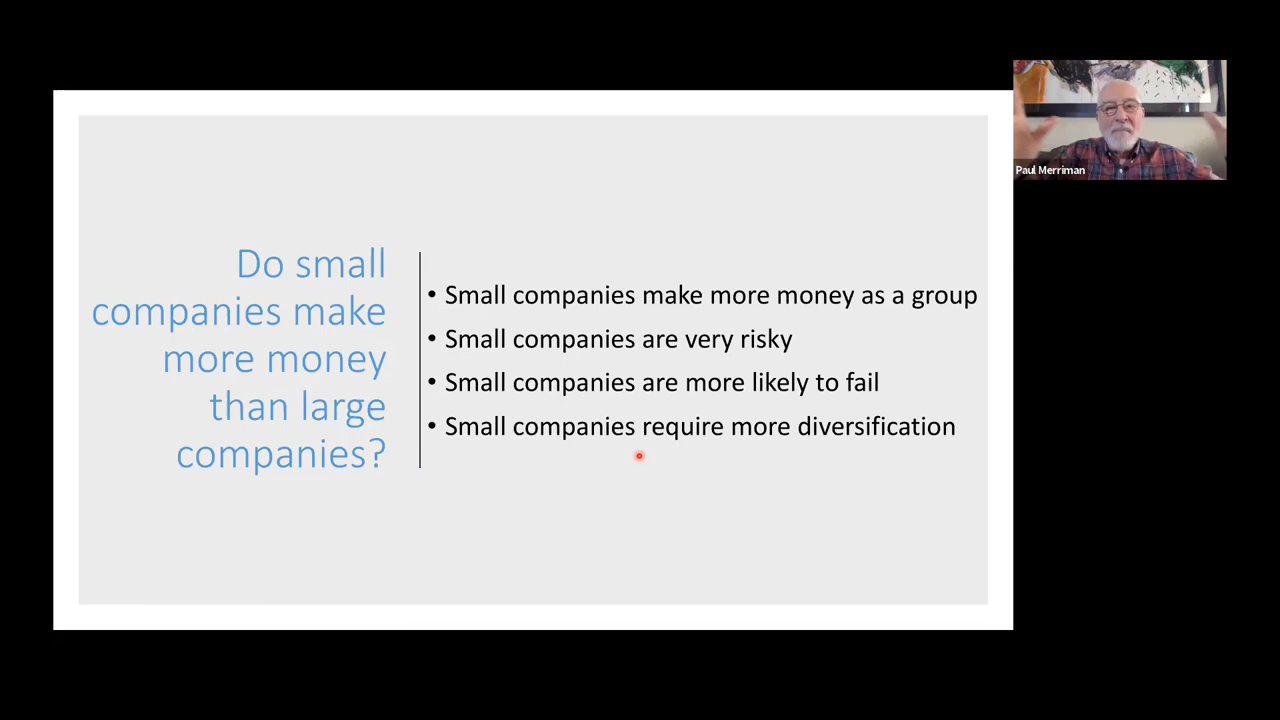 Do small
companies make
more money
than large
companies?
• Small companies make more money as a group
• Small companies are very risky
• Small companies are more likely to fail
• Small companies require more diversification
Paul Merriman